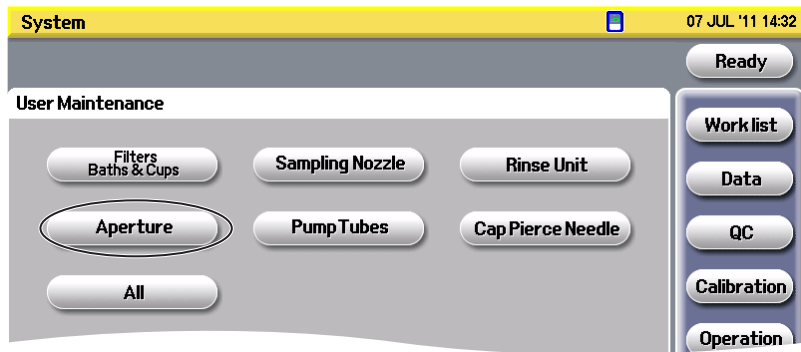 System
07 JUL '11 14:32
Ready
User Maintenance
Work list
Filters
Baths & Cups
Sampling Nozzle
Rinse Unit
Data
Aperture
Pump Tubes
Cap Pierce Needle
QC
All
Calibration
Operation